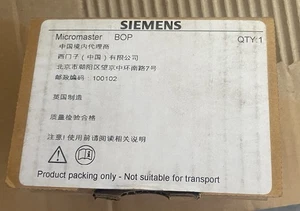 SIEMENS
Micromaster BOP QTY:1
中国境内代理商
西门子（中国）有限公司
北京市朝阳区望京中环南路7号
邮政编码 100102
英国制造
质量检验合格
注意！使用前请阅读相关说明
Product packing only - Not suitable for transport